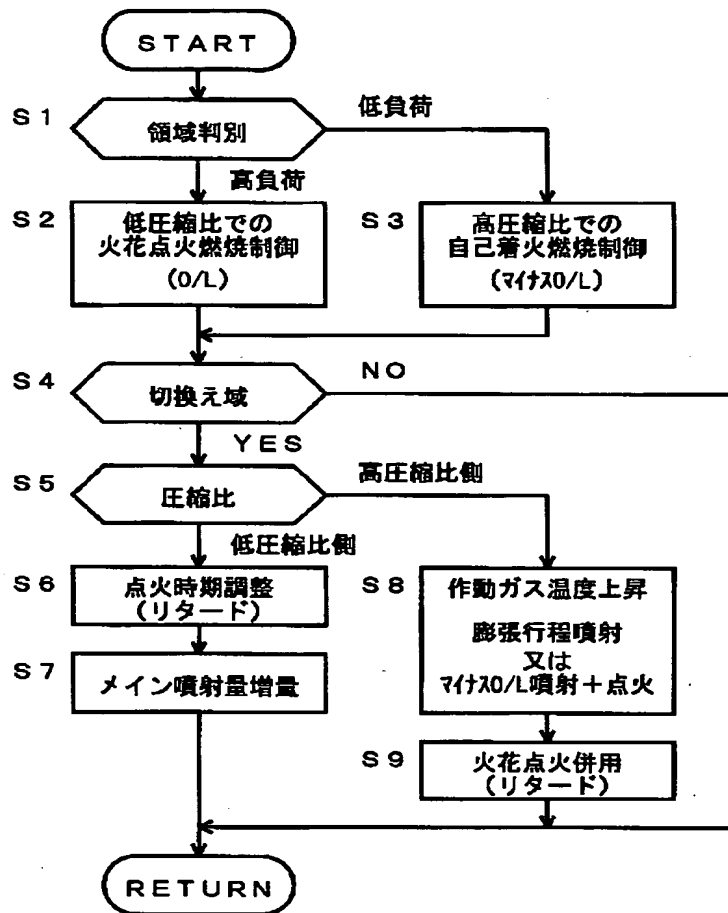 START
S1
領域判別
低負荷
高負荷
S2
低圧縮比での
火花点火燃焼制御
(O/L)
S3
高圧縮比での
自己着火燃焼制御
(ﾏｲﾅｽO/L)
S4
切換え域
NO
YES
S5
圧縮比
高圧縮比側
低圧縮比側
S6
点火時期調整
(リタード)
S7
メイン噴射量増量
S8
作動ガス温度上昇
膨張行程噴射
又は
ﾏｲﾅｽO/L噴射＋点火
S9
火花点火併用
(リタード)
RETURN